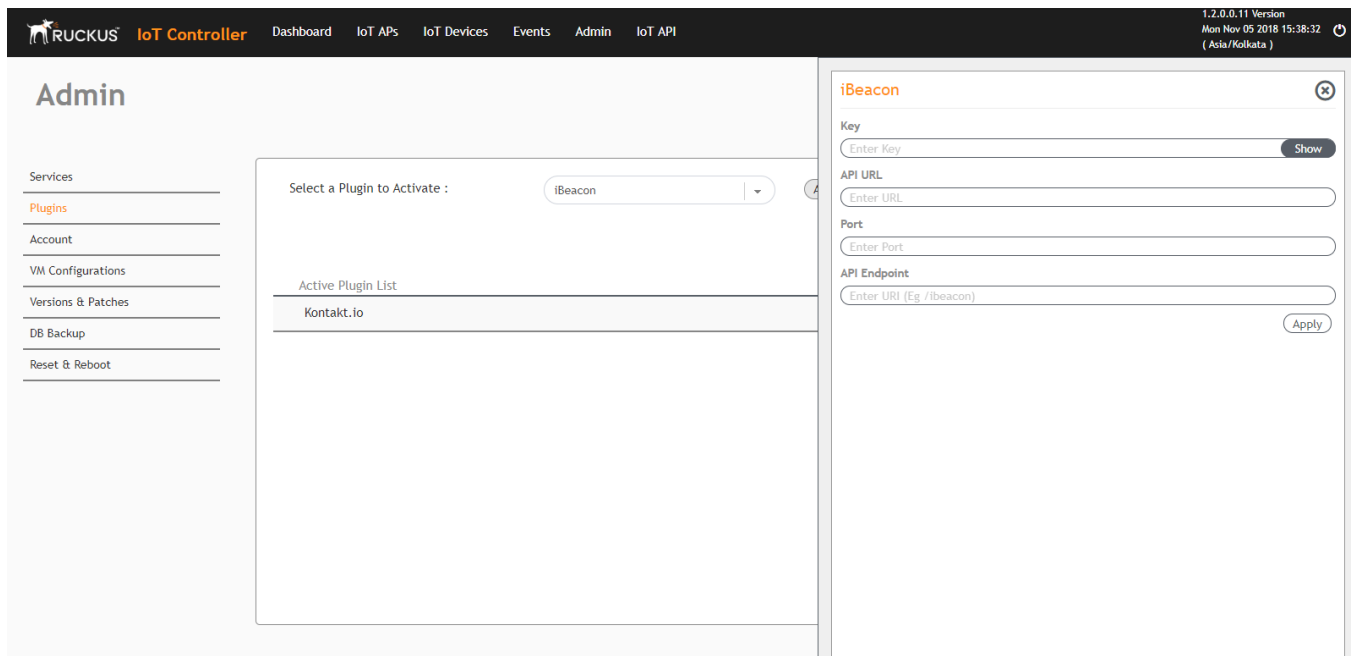 RUCKUS IoT Controller Dashboard IoT APs IoT Devices Events Admin IoT API
1.2.0.0.11 Version
Mon Nov 05 2018 15:38:32
( Asia/Kolkata )
Admin
Services
Plugins
Account
VM Configurations
Versions & Patches
DB Backup
Reset & Reboot
Select a Plugin to Activate : iBeacon
Active Plugin List
Kontakt.io
iBeacon
Key
Enter Key Show
API URL
Enter URL
Port
Enter Port
API Endpoint
Enter URI (Eg /ibeacon)
Apply